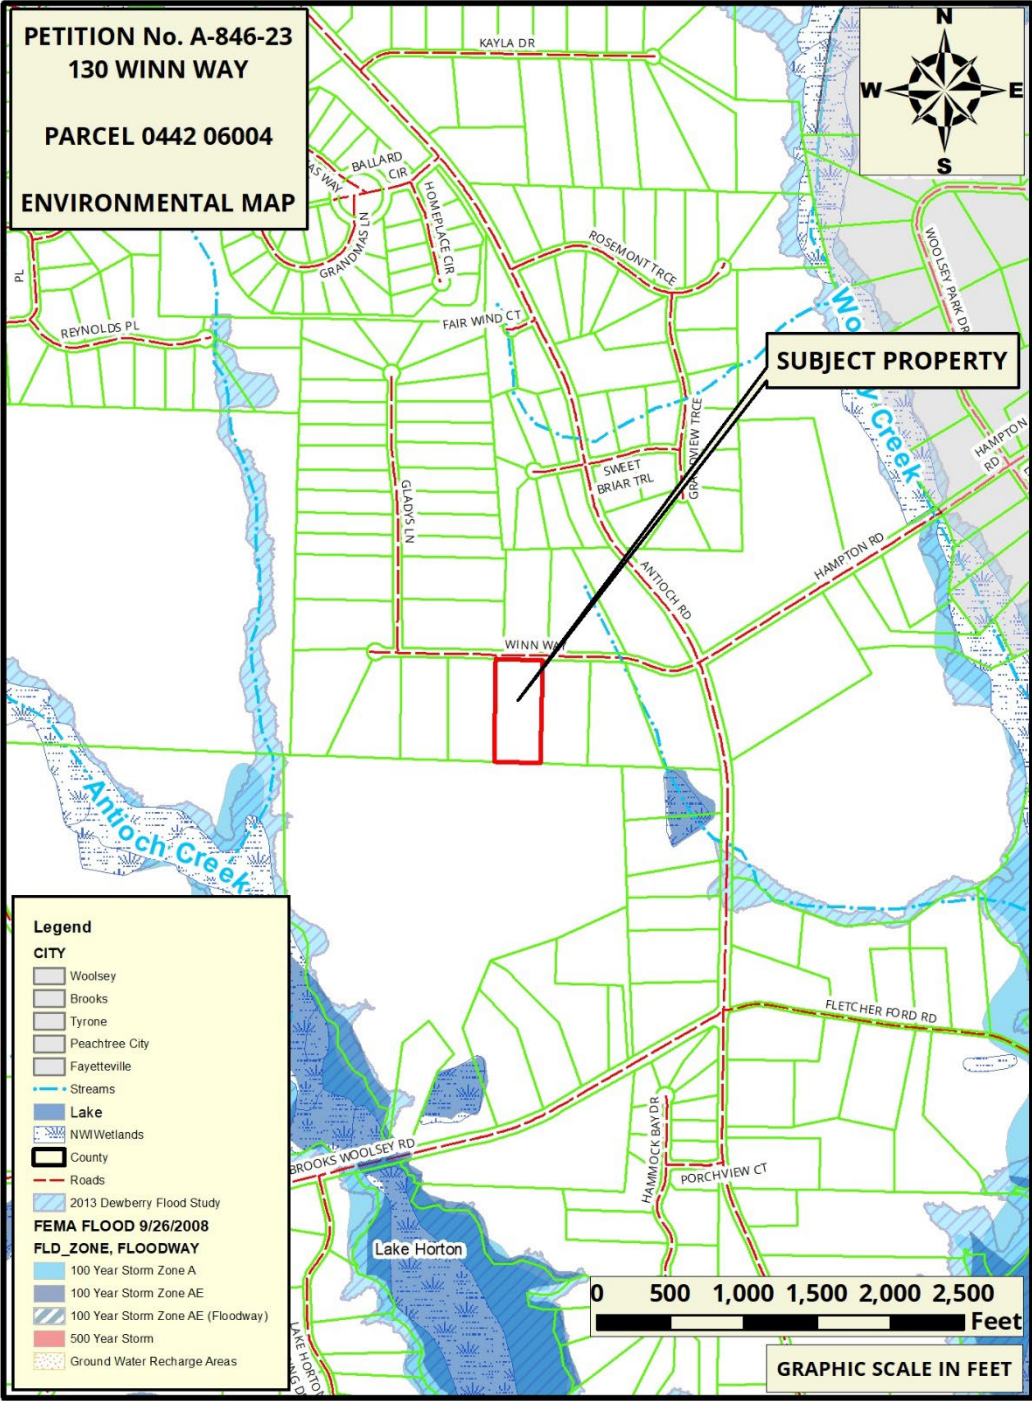 PETITION No. A-846-23
130 WINN WAY
PARCEL 0442 06004
ENVIRONMENTAL MAP
N
W
E
S
KAYLA DR
BALLARD
CIR
WAY
HOMEPLACE CIR
GRANDMAS LN
ROSEMONT TRCE
WOOLSEY PARK DR
PL
REYNOLDS PL
FAIR WIND CT
SUBJECT PROPERTY
Creek
HAMPTON
RD
SWEET
BRIAR TRL
GLADYS LN
HAMPTON RD
ANTIOCH RD
WINN WAY
Antioch Creek
Legend
CITY
Woolsey
Brooks
Tyrone
Peachtree City
Fayetteville
Streams
Lake
NWIWetlands
County
Roads
2013 Dewberry Flood Study
FEMA FLOOD 9/26/2008
FLD_ZONE, FLOODWAY
100 Year Storm Zone A
100 Year Storm Zone AE
100 Year Storm Zone AE (Floodway)
500 Year Storm
Ground Water Recharge Areas
FLETCHER FORD RD
BROOKS WOOLSEY RD
HAMMOCK BAY DR
PORCHVIEW CT
Lake Horton
LAKE HORTON
0 500 1,000 1,500 2,000 2,500
Feet
GRAPHIC SCALE IN FEET